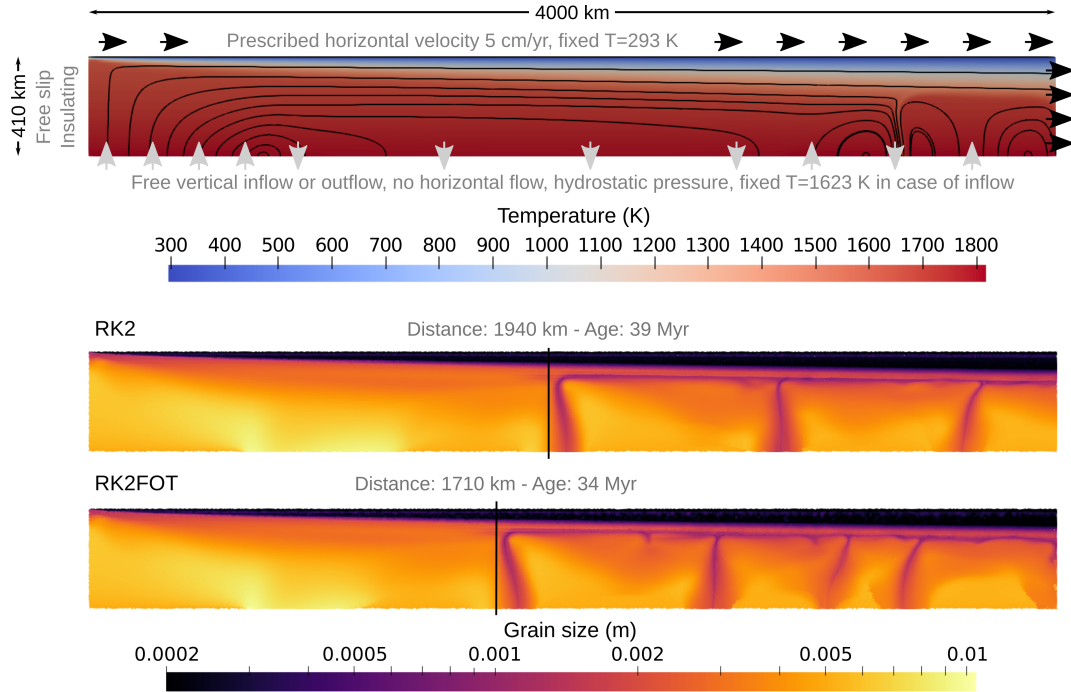 4000 km
Prescribed horizontal velocity 5 cm/yr, fixed T=293 K
410 km
Free slip
Insulating
Free vertical inflow or outflow, no horizontal flow, hydrostatic pressure, fixed T=1623 K in case of inflow
Temperature (K)
300 400 500 600 700 800 900 1000 1100 1200 1300 1400 1500 1600 1700 1800
RK2
Distance: 1940 km - Age: 39 Myr
RK2FOT
Distance: 1710 km - Age: 34 Myr
Grain size (m)
0.0002 0.0005 0.001 0.002 0.005 0.01